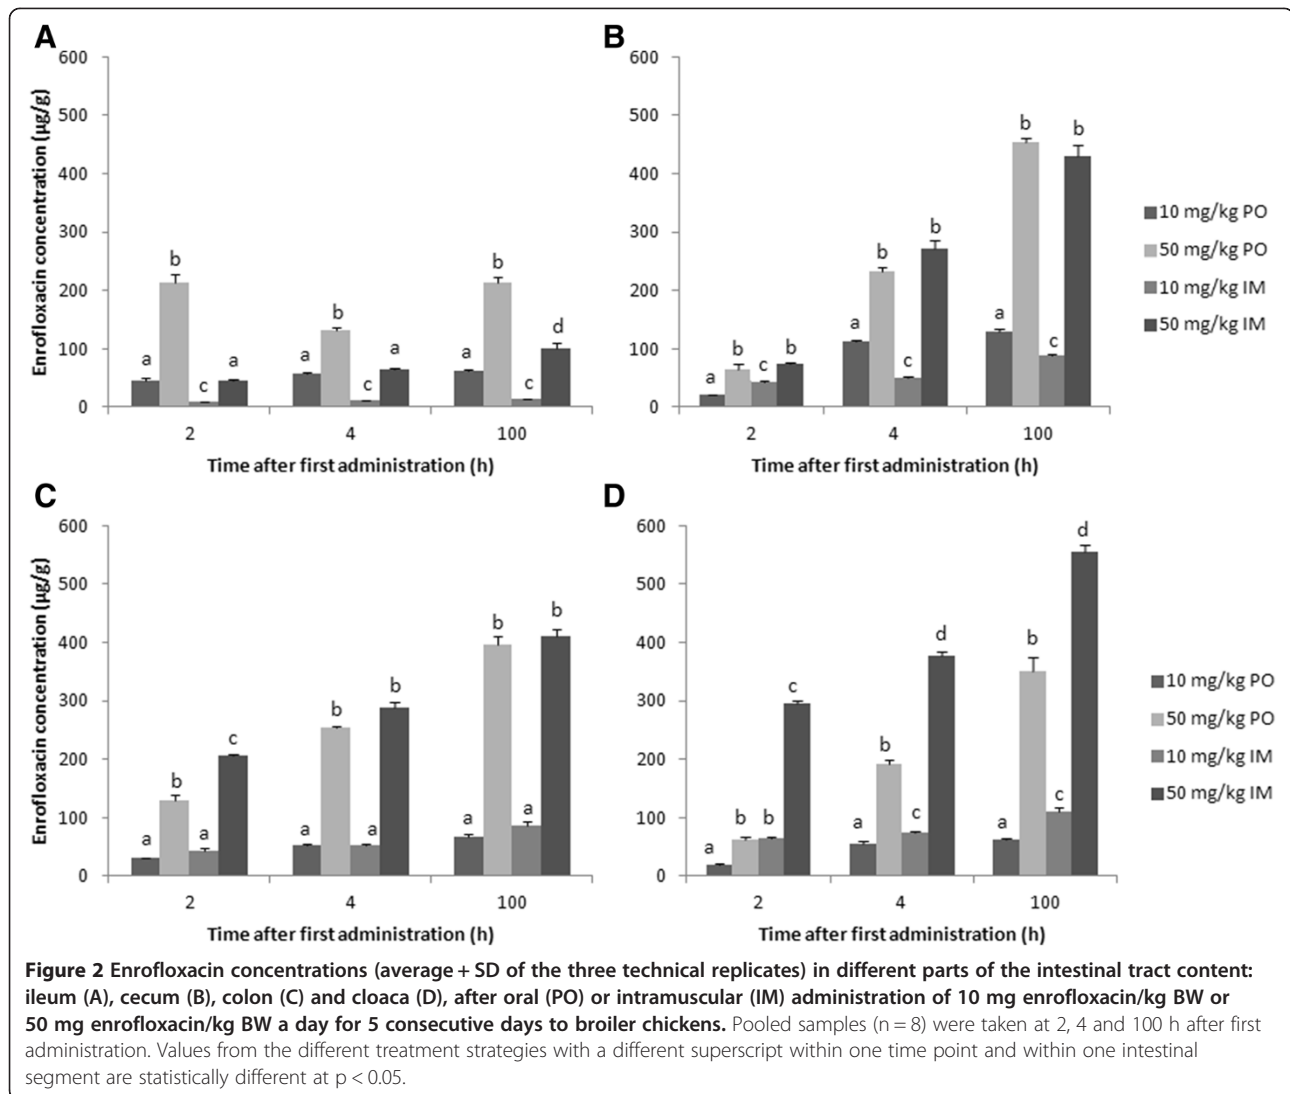 A
B
600
500
400
300
200
100
0
Enrofloxacin concentration (µg/g)
a
b
c
a
a
b
c
a
a
b
c
d
2
4
100
Time after first administration (h)
600
500
400
300
200
100
0
a
b
c
b
a
b
c
b
a
b
c
b
2
4
100
Time after first administration (h)
10 mg/kg PO
50 mg/kg PO
10 mg/kg IM
50 mg/kg IM
C
D
600
500
400
300
200
100
0
Enrofloxacin concentration (µg/g)
a
b
a
c
a
b
a
b
a
b
a
b
2
4
100
Time after first administration (h)
600
500
400
300
200
100
0
a
b
b
c
a
b
c
d
a
b
c
d
2
4
100
Time after first administration (h)
10 mg/kg PO
50 mg/kg PO
10 mg/kg IM
50 mg/kg IM
Figure 2 Enrofloxacin concentrations (average + SD of the three technical replicates) in different parts of the intestinal tract content:
ileum (A), cecum (B), colon (C) and cloaca (D), after oral (PO) or intramuscular (IM) administration of 10 mg enrofloxacin/kg BW or
50 mg enrofloxacin/kg BW a day for 5 consecutive days to broiler chickens. Pooled samples (n = 8) were taken at 2, 4 and 100 h after first
administration. Values from the different treatment strategies with a different superscript within one time point and within one intestinal
segment are statistically different at p < 0.05.